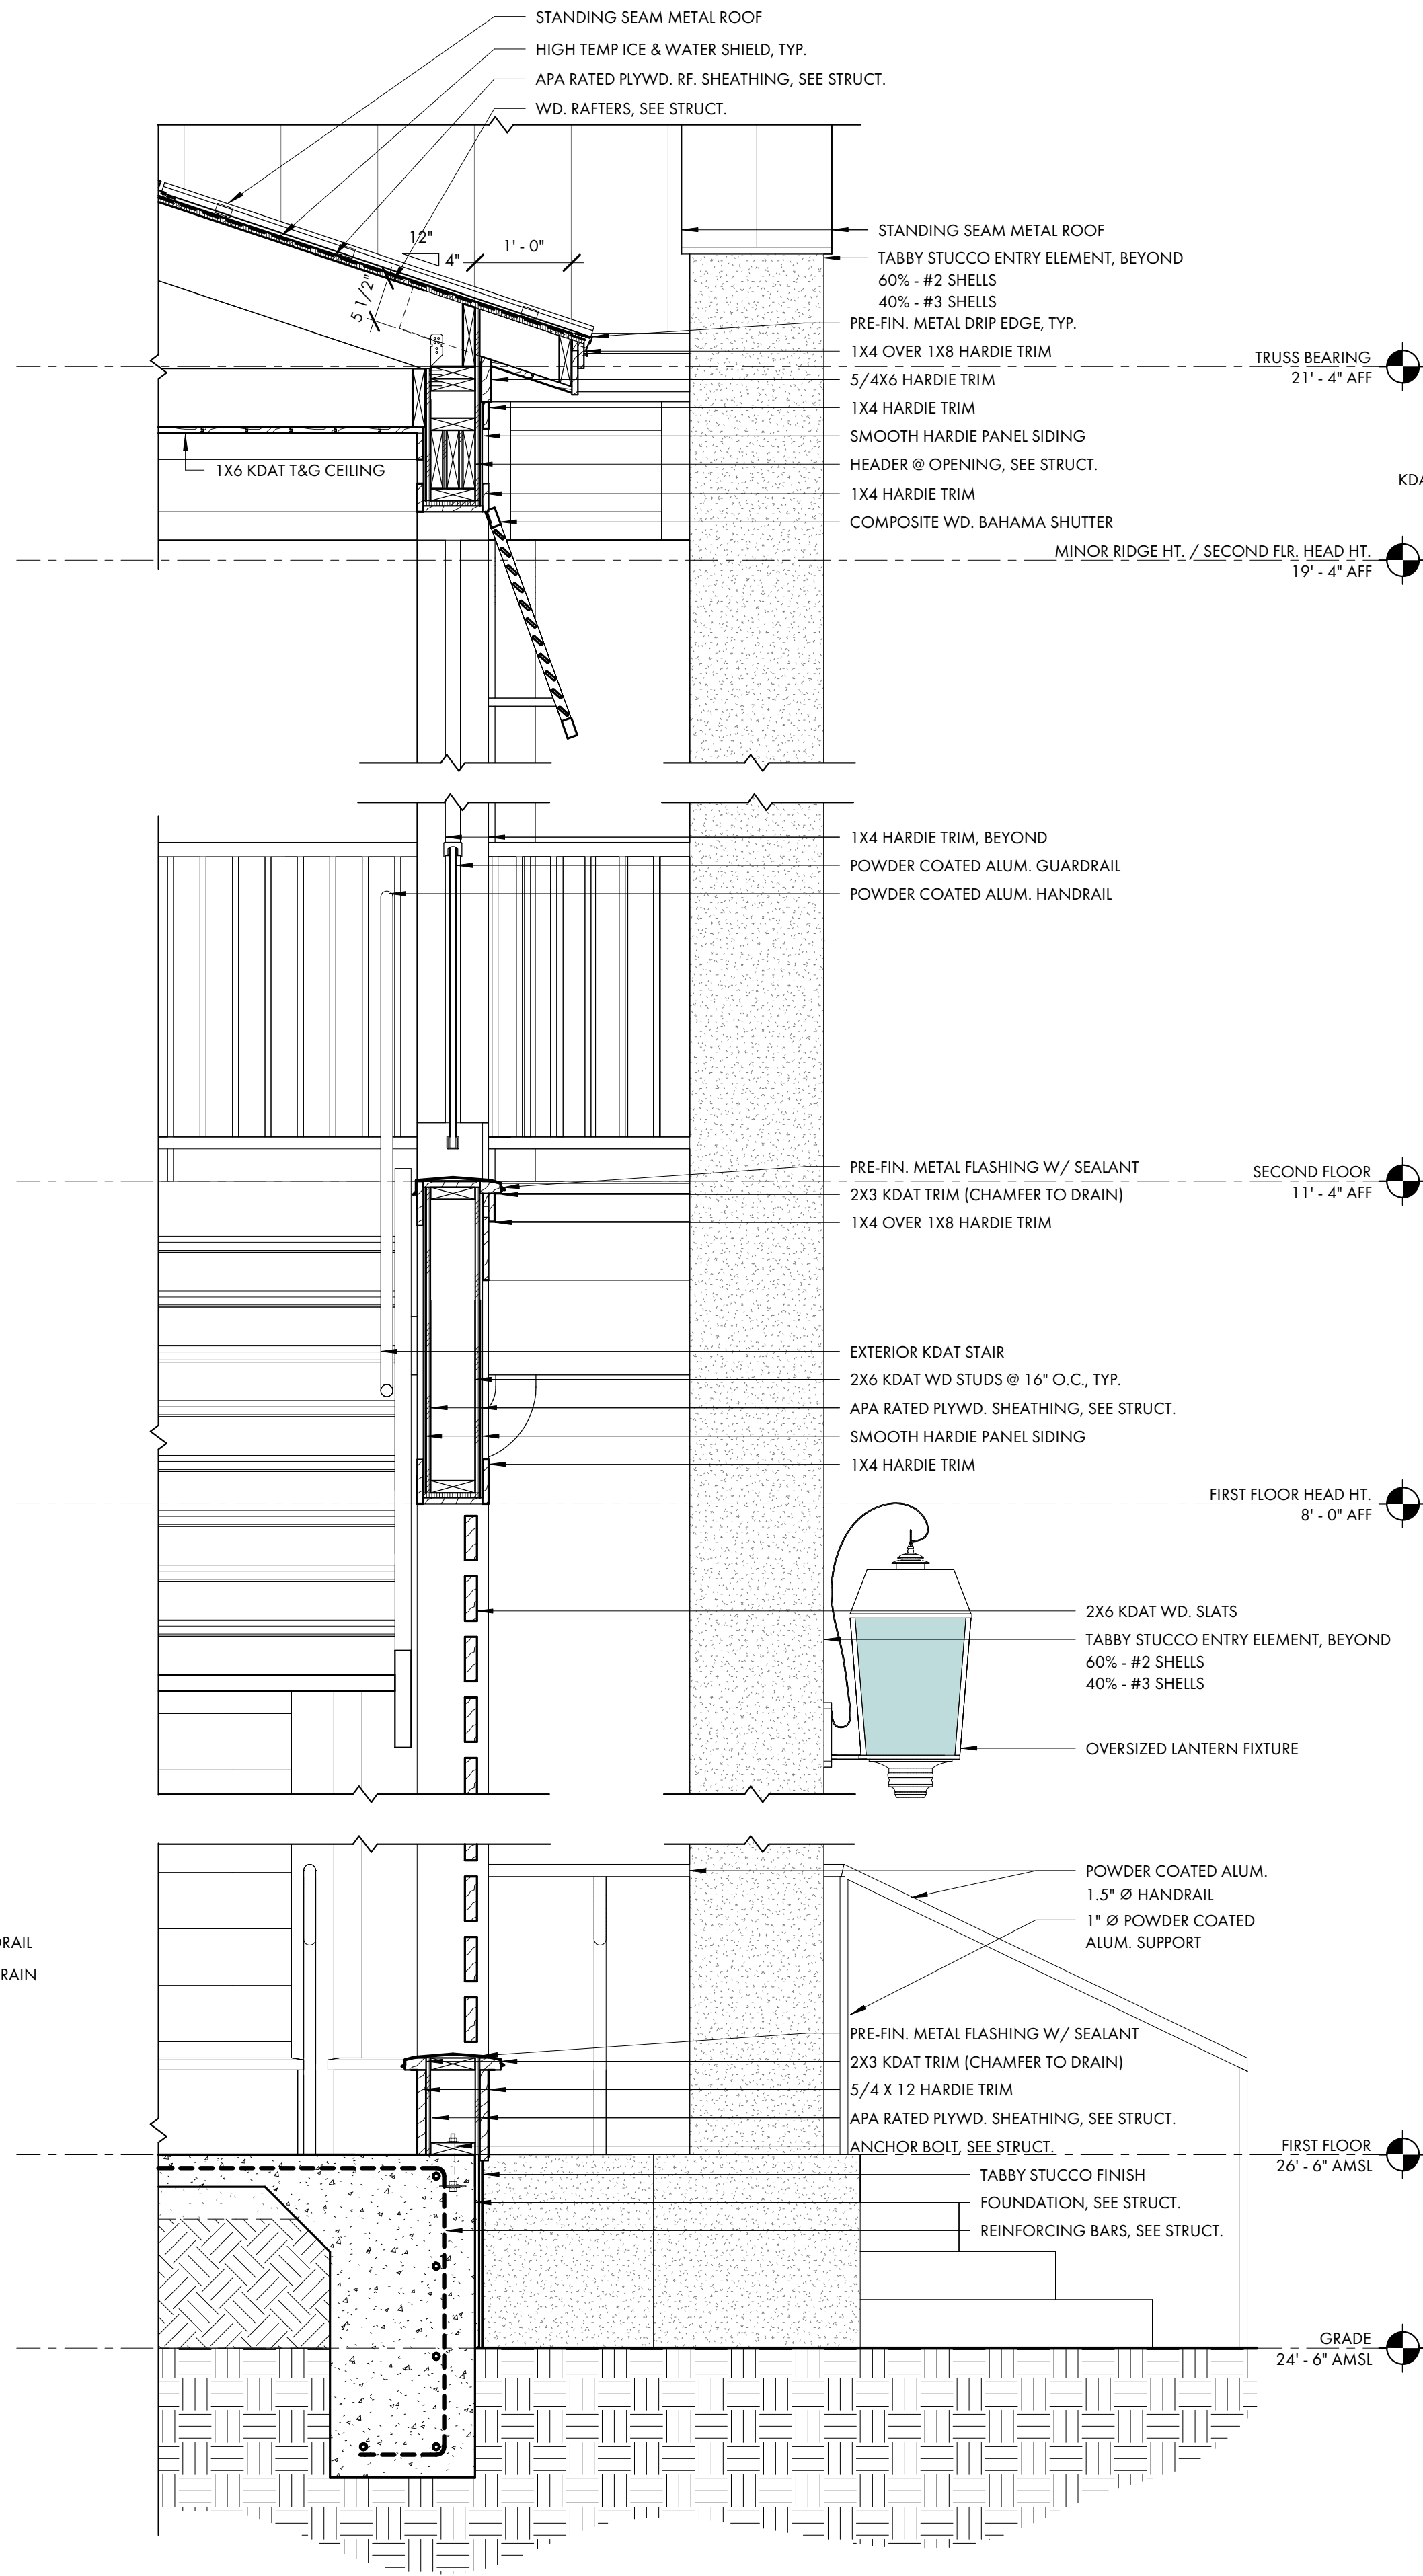 STANDING SEAM METAL ROOF
HIGH TEMP ICE & WATER SHIELD, TYP.
APA RATED PLYWD. RF. SHEATHING, SEE STRUCT.
WD. RAFTERS, SEE STRUCT.
12"
4"
1' - 0"
5 1/2"
STANDING SEAM METAL ROOF
TABBY STUCCO ENTRY ELEMENT, BEYOND
60% - #2 SHELLS
40% - #3 SHELLS
PRE-FIN. METAL DRIP EDGE, TYP.
1X4 OVER 1X8 HARDIE TRIM
TRUSS BEARING
21' - 4" AFF
5/4X6 HARDIE TRIM
1X4 HARDIE TRIM
SMOOTH HARDIE PANEL SIDING
HEADER @ OPENING, SEE STRUCT.
1X6 KDAT T&G CEILING
KDA
1X4 HARDIE TRIM
COMPOSITE WD. BAHAMA SHUTTER
MINOR RIDGE HT. / SECOND FLR. HEAD HT.
19' - 4" AFF
1X4 HARDIE TRIM, BEYOND
POWDER COATED ALUM. GUARDRAIL
POWDER COATED ALUM. HANDRAIL
PRE-FIN. METAL FLASHING W/ SEALANT
2X3 KDAT TRIM (CHAMFER TO DRAIN)
1X4 OVER 1X8 HARDIE TRIM
SECOND FLOOR
11' - 4" AFF
EXTERIOR KDAT STAIR
2X6 KDAT WD STUDS @ 16" O.C., TYP.
APA RATED PLYWD. SHEATHING, SEE STRUCT.
SMOOTH HARDIE PANEL SIDING
1X4 HARDIE TRIM
FIRST FLOOR HEAD HT.
8' - 0" AFF
2X6 KDAT WD. SLATS
TABBY STUCCO ENTRY ELEMENT, BEYOND
60% - #2 SHELLS
40% - #3 SHELLS
OVERSIZED LANTERN FIXTURE
POWDER COATED ALUM.
1.5" Ø HANDRAIL
1" Ø POWDER COATED
ALUM. SUPPORT
DRAIL
RAIN
PRE-FIN. METAL FLASHING W/ SEALANT
2X3 KDAT TRIM (CHAMFER TO DRAIN)
5/4 X 12 HARDIE TRIM
APA RATED PLYWD. SHEATHING, SEE STRUCT.
ANCHOR BOLT, SEE STRUCT.
FIRST FLOOR
26' - 6" AMSL
TABBY STUCCO FINISH
FOUNDATION, SEE STRUCT.
REINFORCING BARS, SEE STRUCT.
GRADE
24' - 6" AMSL